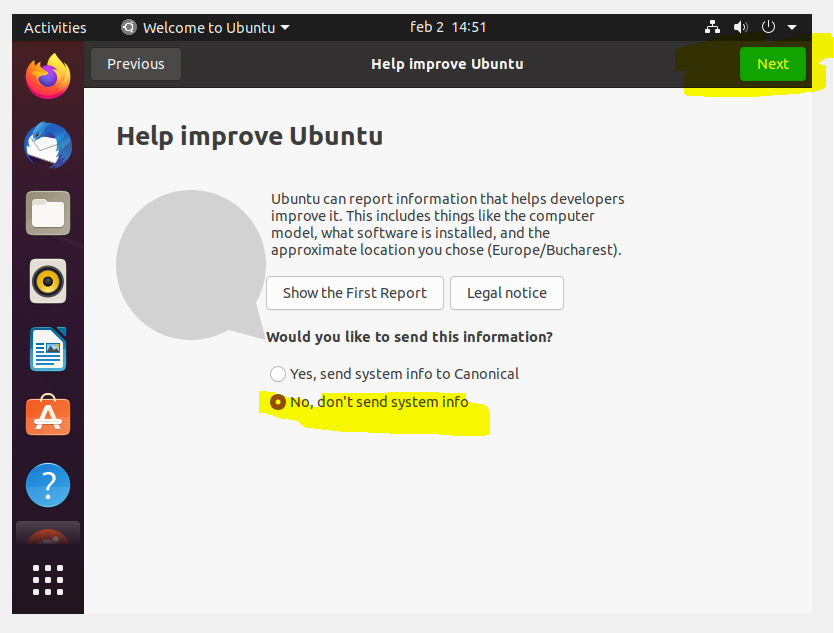 Activities Welcome to Ubuntu feb 2 14:51
Previous Help improve Ubuntu Next
Help improve Ubuntu
Ubuntu can report information that helps developers
improve it. This includes things like the computer
model, what software is installed, and the
approximate location you chose (Europe/Bucharest).
Show the First Report Legal notice
Would you like to send this information?
Yes, send system info to Canonical
No, don't send system info